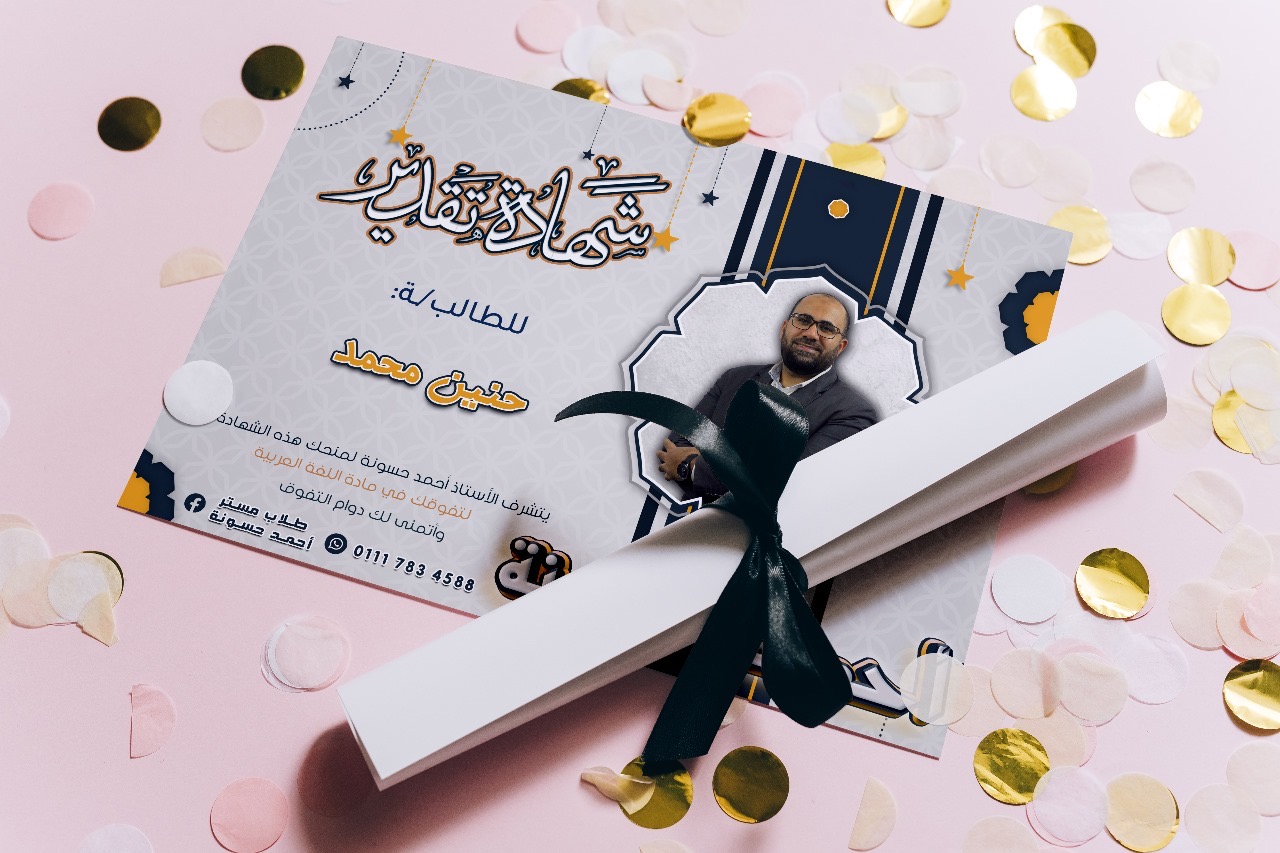 شهادة تقدير
للطالب/ة:
حنين محمد
يتشرف الأستاذ أحمد حسونة لمنحك هذه الشهادة
لتفوقك في مادة اللغة العربية
وأتمنى لك دوام التفوق
طلاب مستر
أحمد حسونة
0111 783 4588